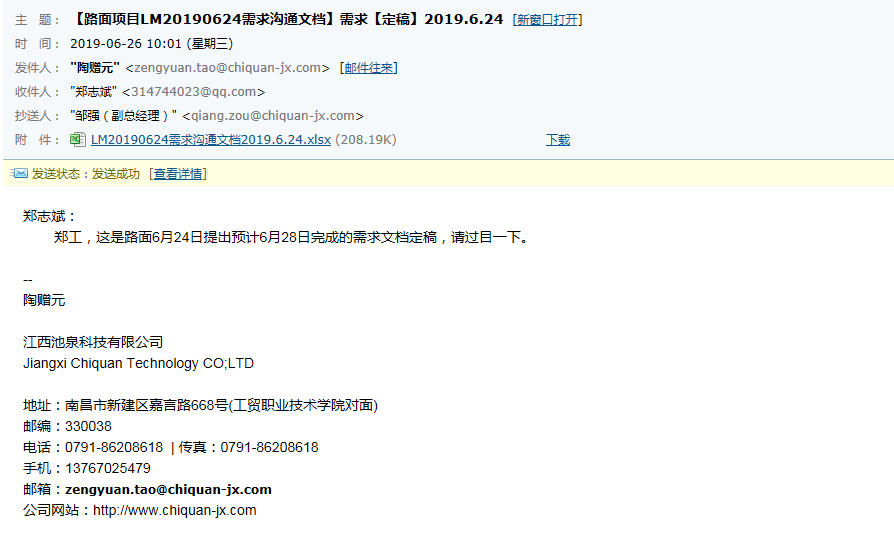 主 题： 【路面项目LM20190624需求沟通文档】需求【定稿】2019.6.24 [新窗口打开]
时 间： 2019-06-26 10:01 (星期三)
发件人： "陶赠元" <zengyuan.tao@chiquan-jx.com> [邮件往来]
收件人： "郑志斌" <314744023@qq.com>
抄送人： "邹强（副总经理）" <qiang.zou@chiquan-jx.com>
附 件： LM20190624需求沟通文档2019.6.24.xlsx (208.19K) 下载
发送状态：发送成功 [查看详情]
郑志斌：
郑工，这是路面6月24日提出预计6月28日完成的需求文档定稿，请过目一下。
--
陶赠元
江西池泉科技有限公司
Jiangxi Chiquan Technology CO;LTD
地址：南昌市新建区嘉言路668号(工贸职业技术学院对面)
邮编：330038
电话：0791-86208618 | 传真：0791-86208618
手机：13767025479
邮箱：zengyuan.tao@chiquan-jx.com
公司网站：http://www.chiquan-jx.com